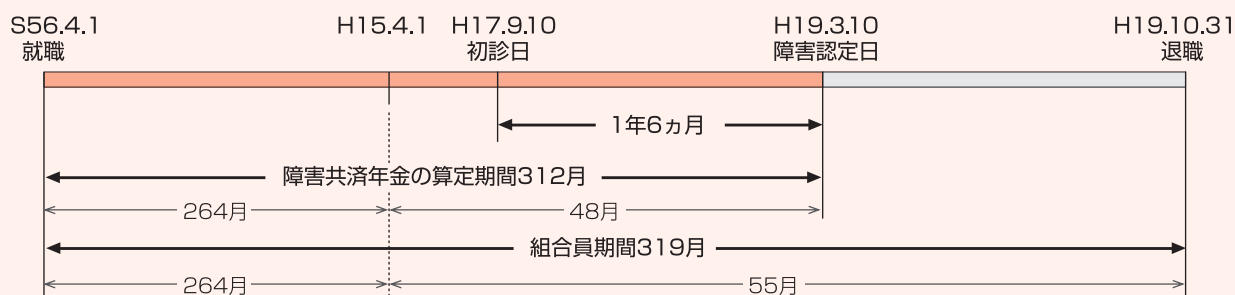 S56.4.1 H15.4.1 H17.9.10 H19.3.10 H19.10.31
就職 初診日 障害認定日 退職
1年6ヵ月
障害共済年金の算定期間312月
264月 48月
組合員期間319月
264月 55月